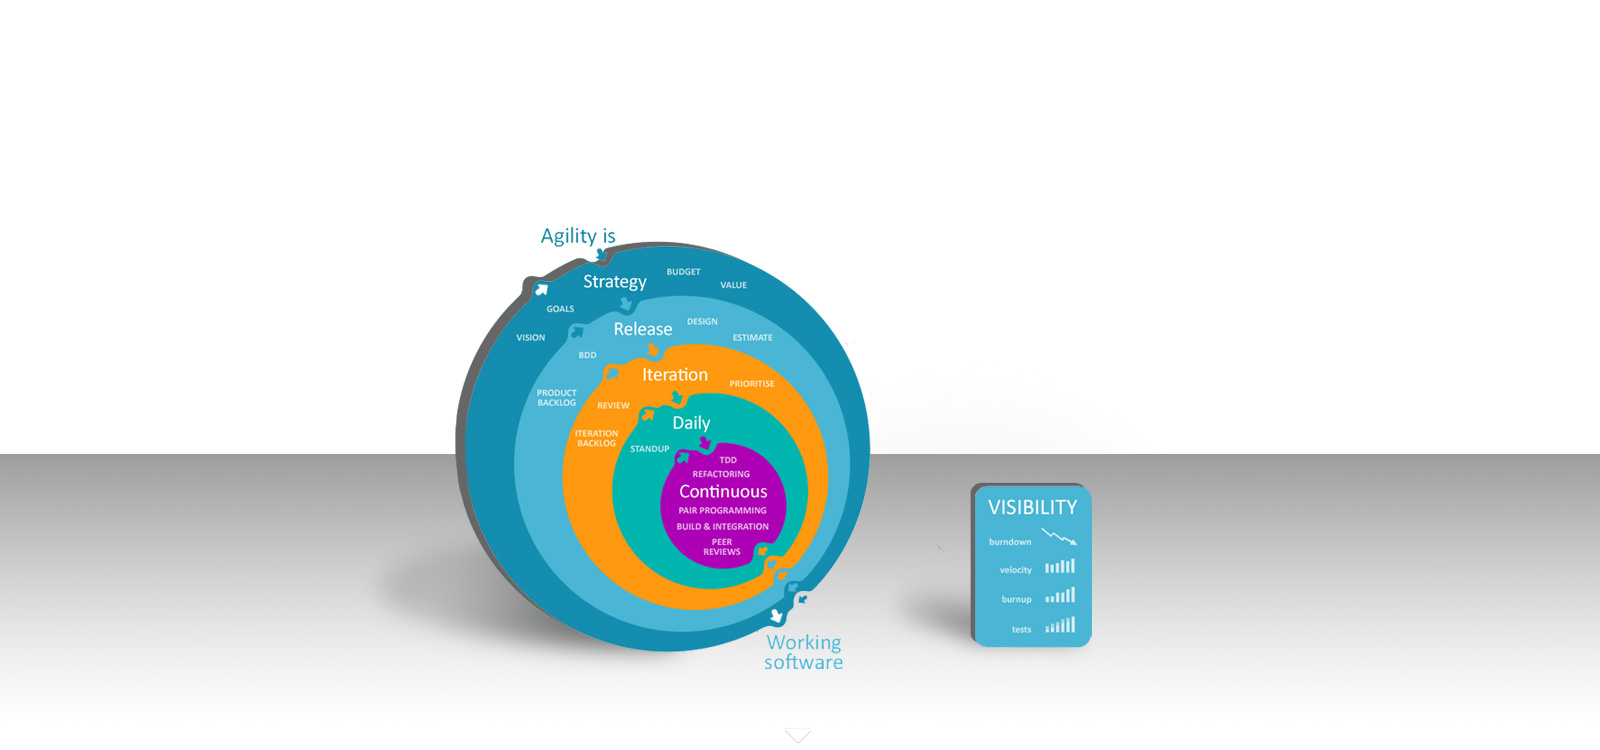 Agility is
Strategy
BUDGET
VALUE
GOALS
VISION
Release
DESIGN
ESTIMATE
BDD
PRODUCT
BACKLOG
Iteration
PRIORITISE
REVIEW
ITERATION
BACKLOG
Daily
STANDUP
TDD
REFACTORING
Continuous
PAIR PROGRAMMING
BUILD & INTEGRATION
PEER
REVIEWS
Working
software
VISIBILITY
burndown
velocity
burnup
tests